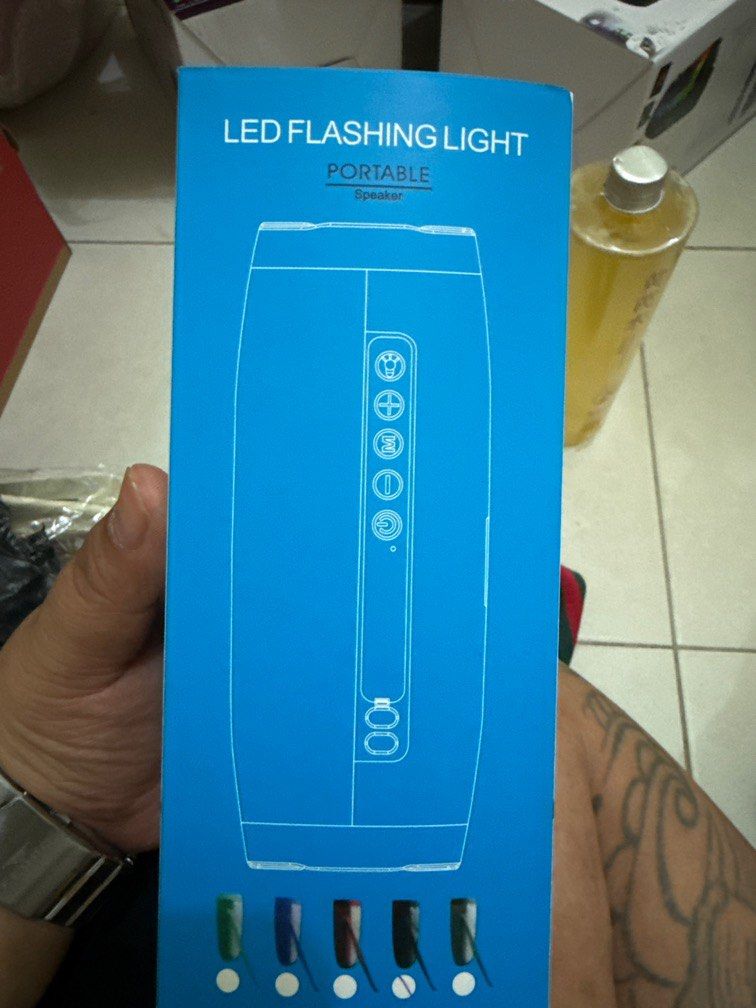 LED FLASHING LIGHT
PORTABLE
Speaker
M